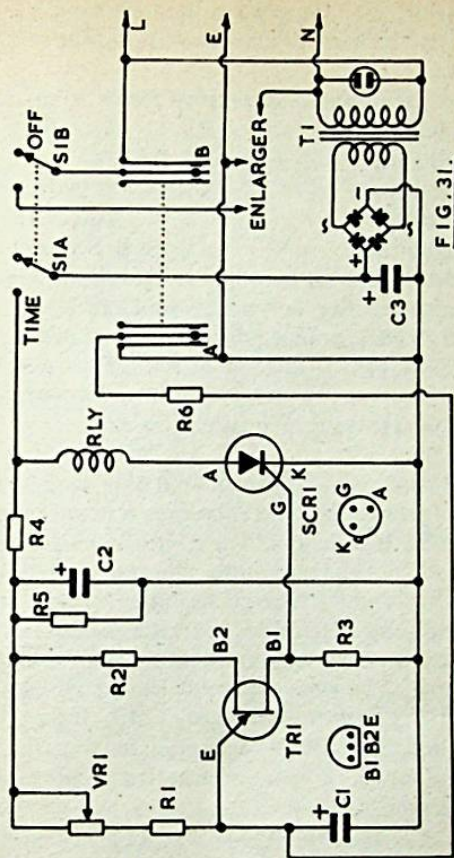 TIME
OFF
S1A
S1B
L
VR1
R5
R4
RLY
C2
R2
R1
B2
E
TR1
B1
A
SCR1
G
K
R6
A
B
E
ENLARGER
N
K G
A
B1 B2 E
R3
C1
+
+
+
+
−
~
~
C3
T1
FIG. 31.